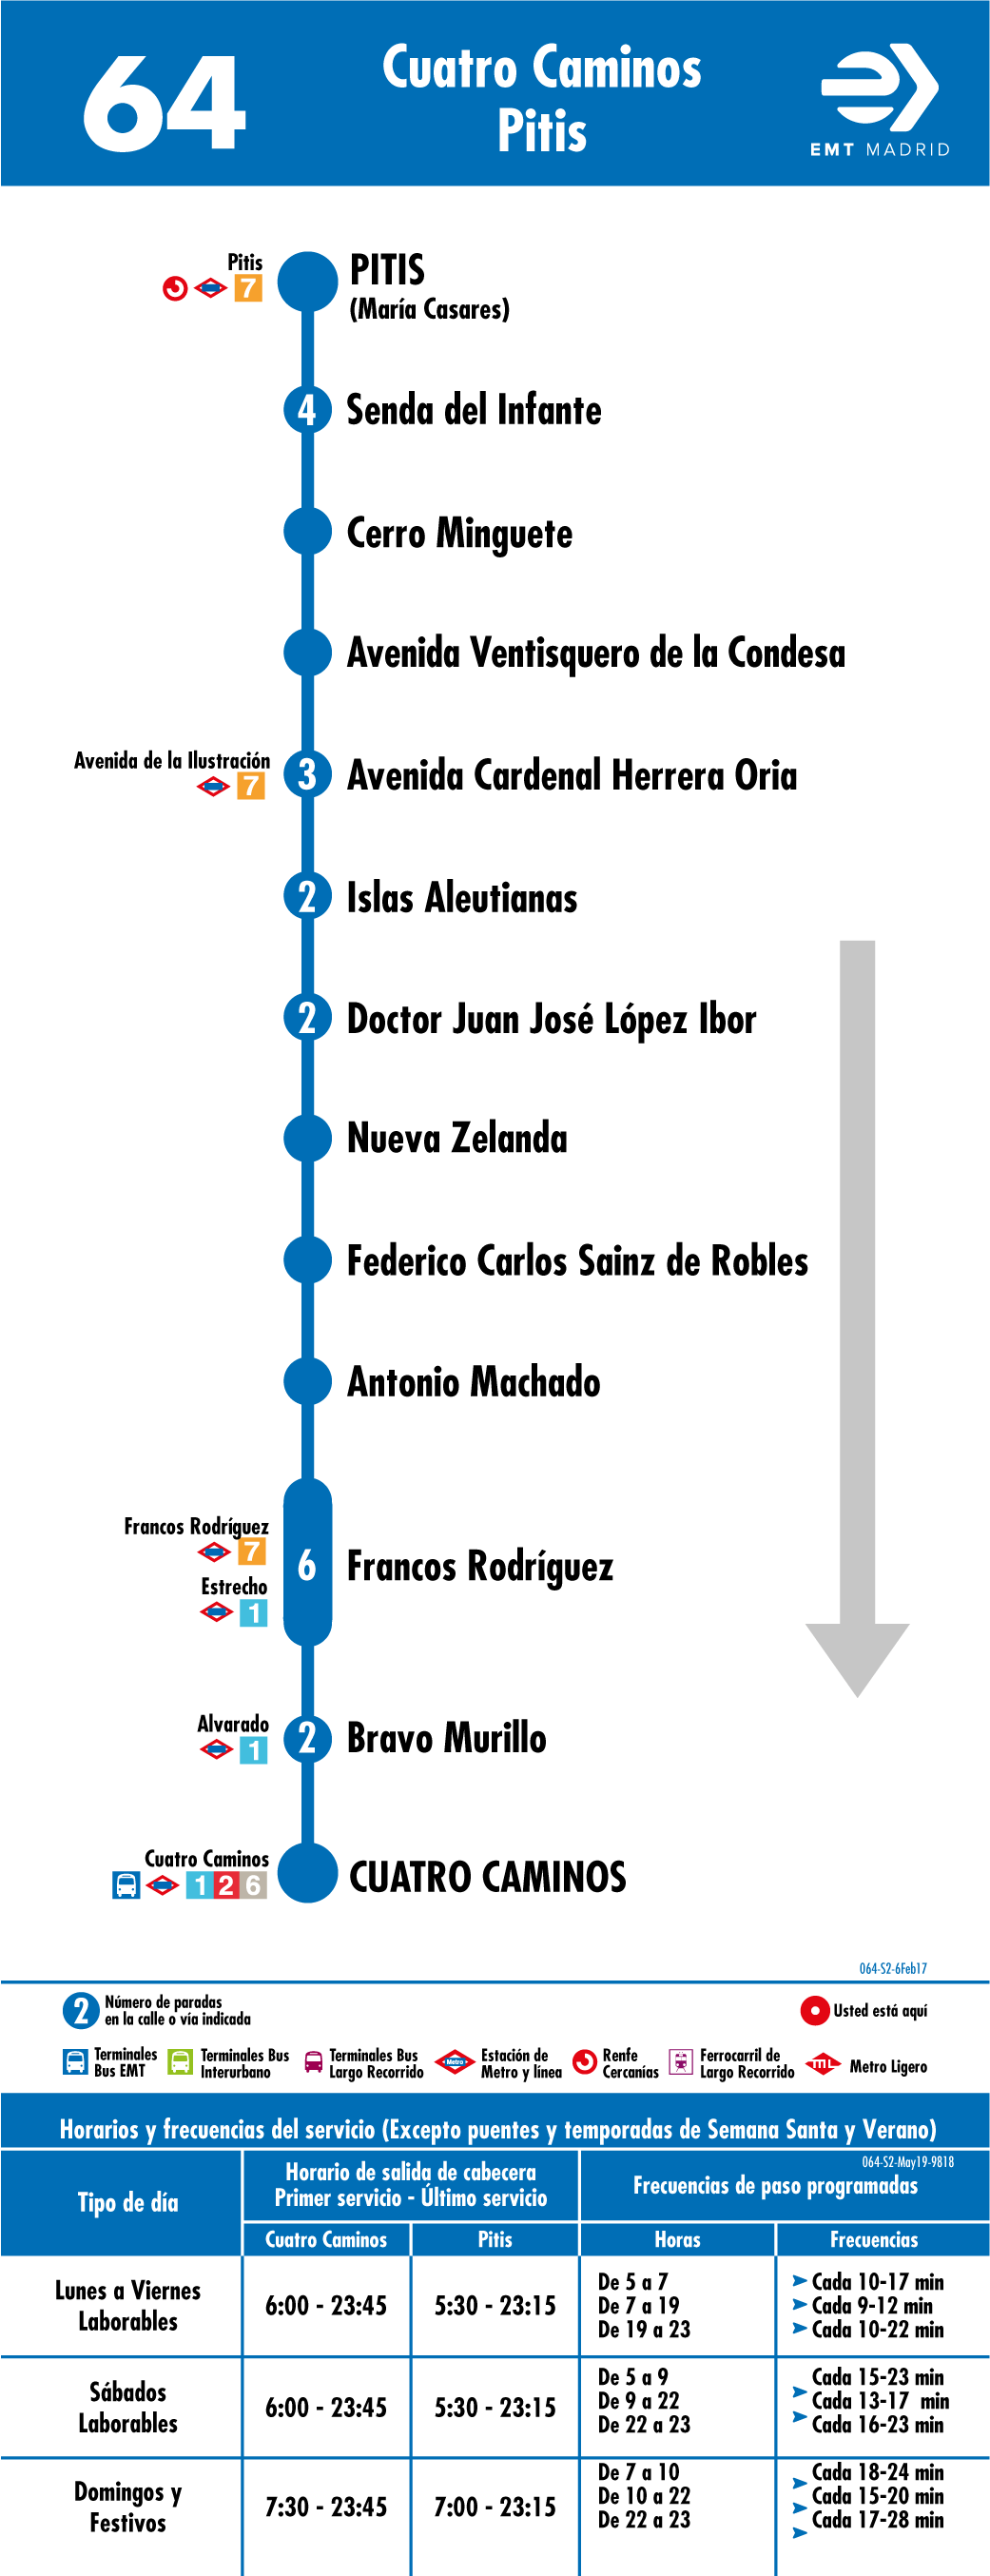 64
Cuatro Caminos
Pitis
EMT MADRID
Pitis
7
PITIS
(María Casares)
4
Senda del Infante
Cerro Minguete
Avenida Ventisquero de la Condesa
Avenida de la Ilustración
7
3
Avenida Cardenal Herrera Oria
2
Islas Aleutianas
2
Doctor Juan José López Ibor
Nueva Zelanda
Federico Carlos Sainz de Robles
Antonio Machado
Francos Rodríguez
7
Estrecho
1
6
Francos Rodríguez
Alvarado
1
2
Bravo Murillo
Cuatro Caminos
1 2 6
CUATRO CAMINOS
064-S2-6Feb17
2
Número de paradas
en la calle o vía indicada
Usted está aquí
Terminales
Bus EMT
Terminales Bus
Interurbano
Terminales Bus
Largo Recorrido
Metro
Estación de
Metro y línea
Renfe
Cercanías
Ferrocarril de
Largo Recorrido
ML
Metro Ligero
Horarios y frecuencias del servicio (Excepto puentes y temporadas de Semana Santa y Verano)
064-S2-May19-9818
Tipo de día
Horario de salida de cabecera
Primer servicio - Último servicio
Frecuencias de paso programadas
Cuatro Caminos
Pitis
Horas
Frecuencias
Lunes a Viernes
Laborables
6:00 - 23:45
5:30 - 23:15
De 5 a 7
De 7 a 19
De 19 a 23
Cada 10-17 min
Cada 9-12 min
Cada 10-22 min
Sábados
Laborables
6:00 - 23:45
5:30 - 23:15
De 5 a 9
De 9 a 22
De 22 a 23
Cada 15-23 min
Cada 13-17 min
Cada 16-23 min
Domingos y
Festivos
7:30 - 23:45
7:00 - 23:15
De 7 a 10
De 10 a 22
De 22 a 23
Cada 18-24 min
Cada 15-20 min
Cada 17-28 min